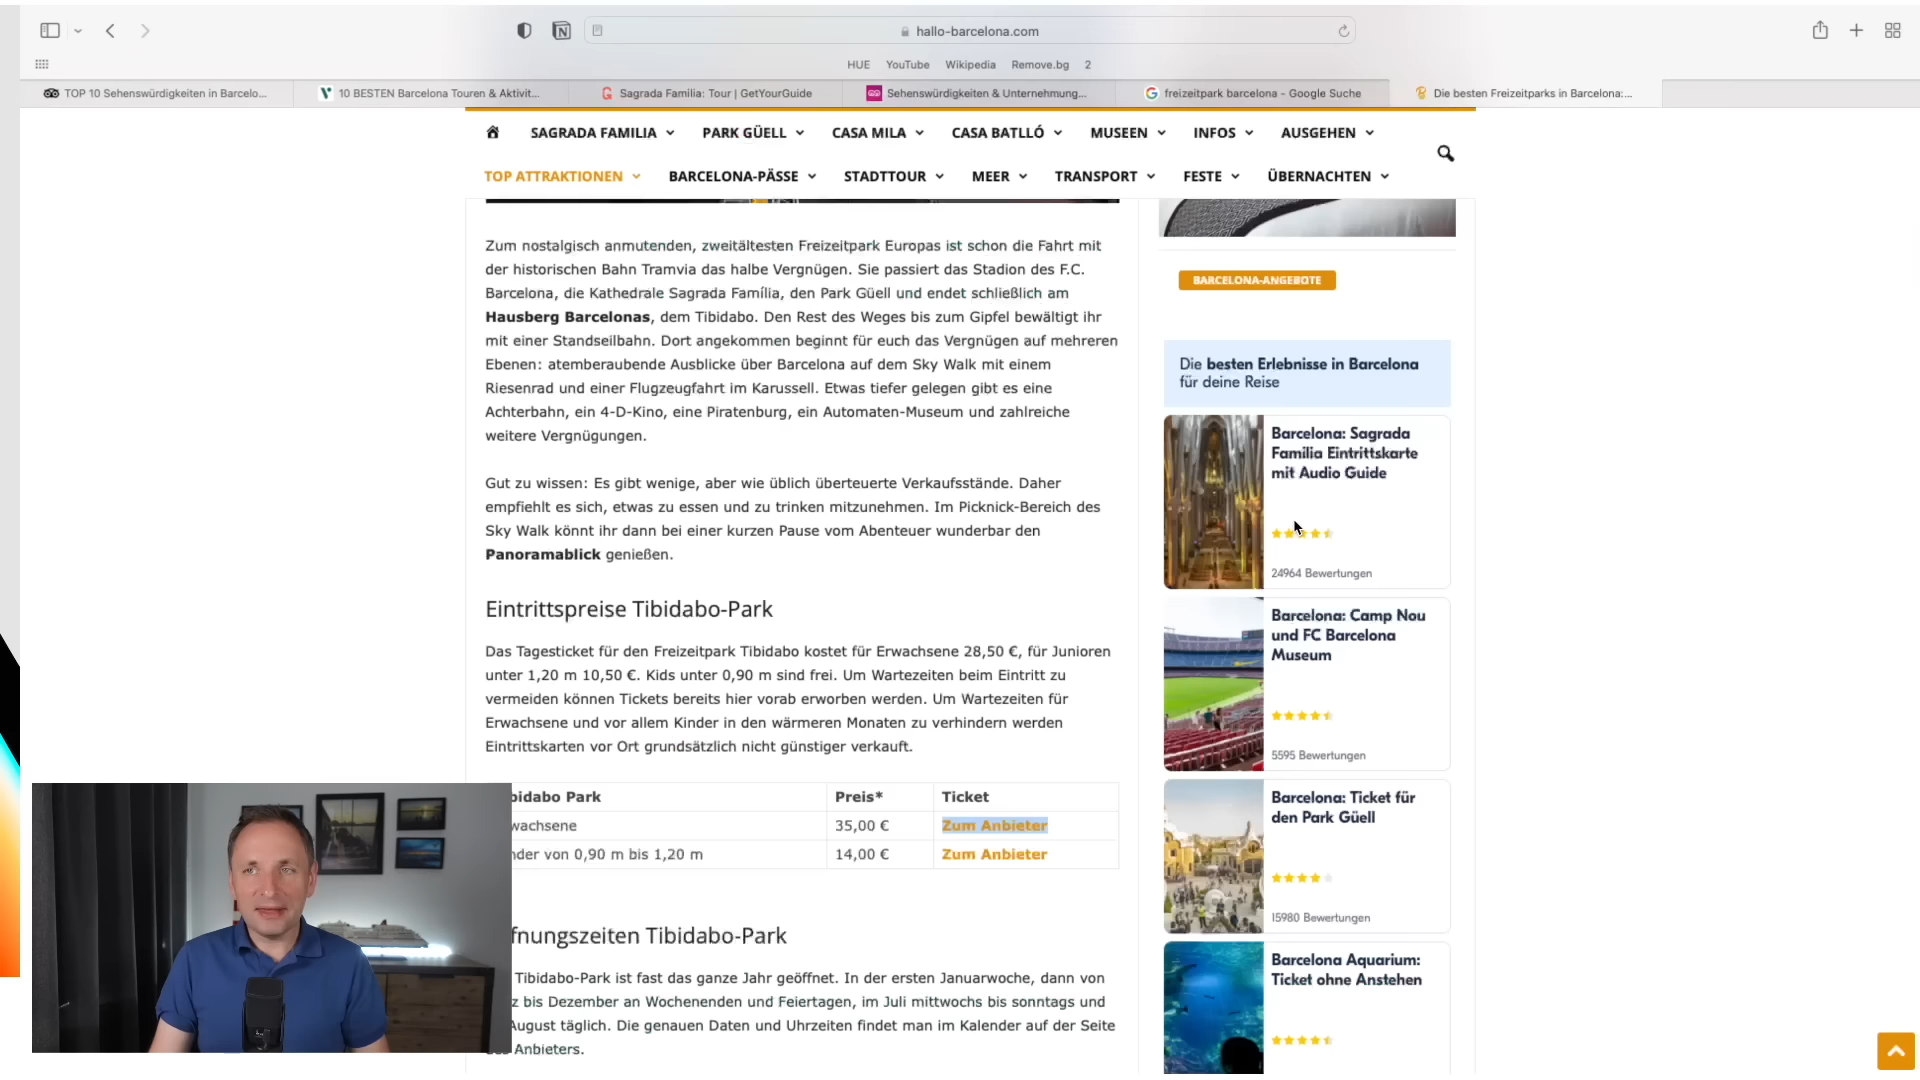 hallo-barcelona.com
HUE YouTube Wikipedia Remove.bg 2
TOP 10 Sehenswürdigkeiten in Barcelo...
10 BESTEN Barcelona Touren & Aktivit...
Sagrada Familia: Tour | GetYourGuide
Sehenswürdigkeiten & Unternehmung...
freizeitpark barcelona - Google Suche
Die besten Freizeitparks in Barcelona:...
SAGRADA FAMILIA PARK GÜELL CASA MILA CASA BATLLÓ MUSEEN INFOS AUSGEHEN
TOP ATTRAKTIONEN BARCELONA-PÄSSE STADTTOUR MEER TRANSPORT FESTE ÜBERNACHTEN
Zum nostalgisch anmutenden, zweitältesten Freizeitpark Europas ist schon die Fahrt mit
der historischen Bahn Tramvia das halbe Vergnügen. Sie passiert das Stadion des F.C.
Barcelona, die Kathedrale Sagrada Família, den Park Güell und endet schließlich am
Hausberg Barcelonas, dem Tibidabo. Den Rest des Weges bis zum Gipfel bewältigt ihr
mit einer Standseilbahn. Dort angekommen beginnt für euch das Vergnügen auf mehreren
Ebenen: atemberaubende Ausblicke über Barcelona auf dem Sky Walk mit einem
Riesenrad und einer Flugzeugfahrt im Karussell. Etwas tiefer gelegen gibt es eine
Achterbahn, ein 4-D-Kino, eine Piratenburg, ein Automaten-Museum und zahlreiche
weitere Vergnügungen.
Gut zu wissen: Es gibt wenige, aber wie üblich überteuerte Verkaufsstände. Daher
empfiehlt es sich, etwas zu essen und zu trinken mitzunehmen. Im Picknick-Bereich des
Sky Walk könnt ihr dann bei einer kurzen Pause vom Abenteuer wunderbar den
Panoramablick genießen.
Eintrittspreise Tibidabo-Park
Das Tagesticket für den Freizeitpark Tibidabo kostet für Erwachsene 28,50 €, für Junioren
unter 1,20 m 10,50 €. Kids unter 0,90 m sind frei. Um Wartezeiten beim Eintritt zu
vermeiden können Tickets bereits hier vorab erworben werden. Um Wartezeiten für
Erwachsene und vor allem Kinder in den wärmeren Monaten zu verhindern werden
Eintrittskarten vor Ort grundsätzlich nicht günstiger verkauft.
bidabo Park Preis* Ticket
wachsene 35,00 € Zum Anbieter
nder von 0,90 m bis 1,20 m 14,00 € Zum Anbieter
fnungszeiten Tibidabo-Park
Tibidabo-Park ist fast das ganze Jahr geöffnet. In der ersten Januarwoche, dann von
z bis Dezember an Wochenenden und Feiertagen, im Juli mittwochs bis sonntags und
August täglich. Die genauen Daten und Uhrzeiten findet man im Kalender auf der Seite
Anbieters.
BARCELONA-ANGEBOTE
Die besten Erlebnisse in Barcelona
für deine Reise
Barcelona: Sagrada
Familia Eintrittskarte
mit Audio Guide
24964 Bewertungen
Barcelona: Camp Nou
und FC Barcelona
Museum
5595 Bewertungen
Barcelona: Ticket für
den Park Güell
15980 Bewertungen
Barcelona Aquarium:
Ticket ohne Anstehen